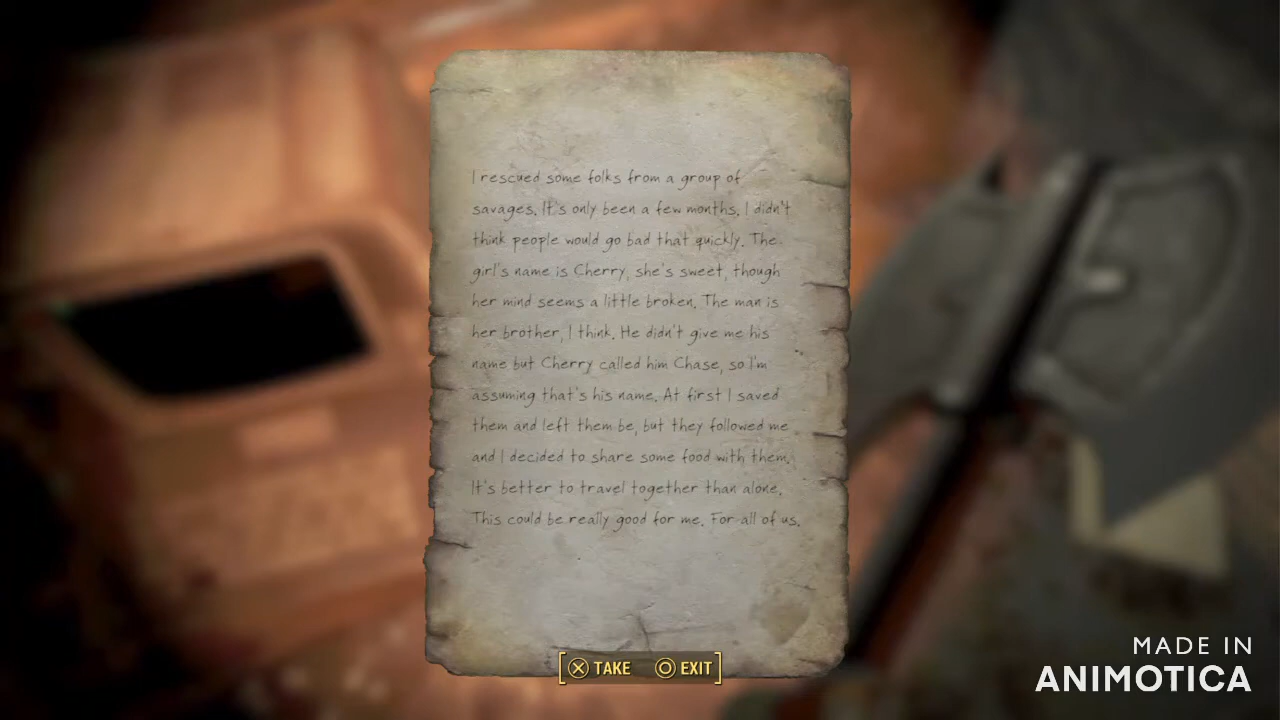 I rescued some folks from a group of
savages. It's only been a few months. I didn't
think people would go bad that quickly. The
girl's name is Cherry, she's sweet, though
her mind seems a little broken. The man is
her brother, I think. He didn't give me his
name but Cherry called him Chase, so I'm
assuming that's his name. At first I saved
them and left them be, but they followed me
and I decided to share some food with them.
It's better to travel together than alone.
This could be really good for me. For all of us.
TAKE EXIT
MADE IN
ANIMOTICA